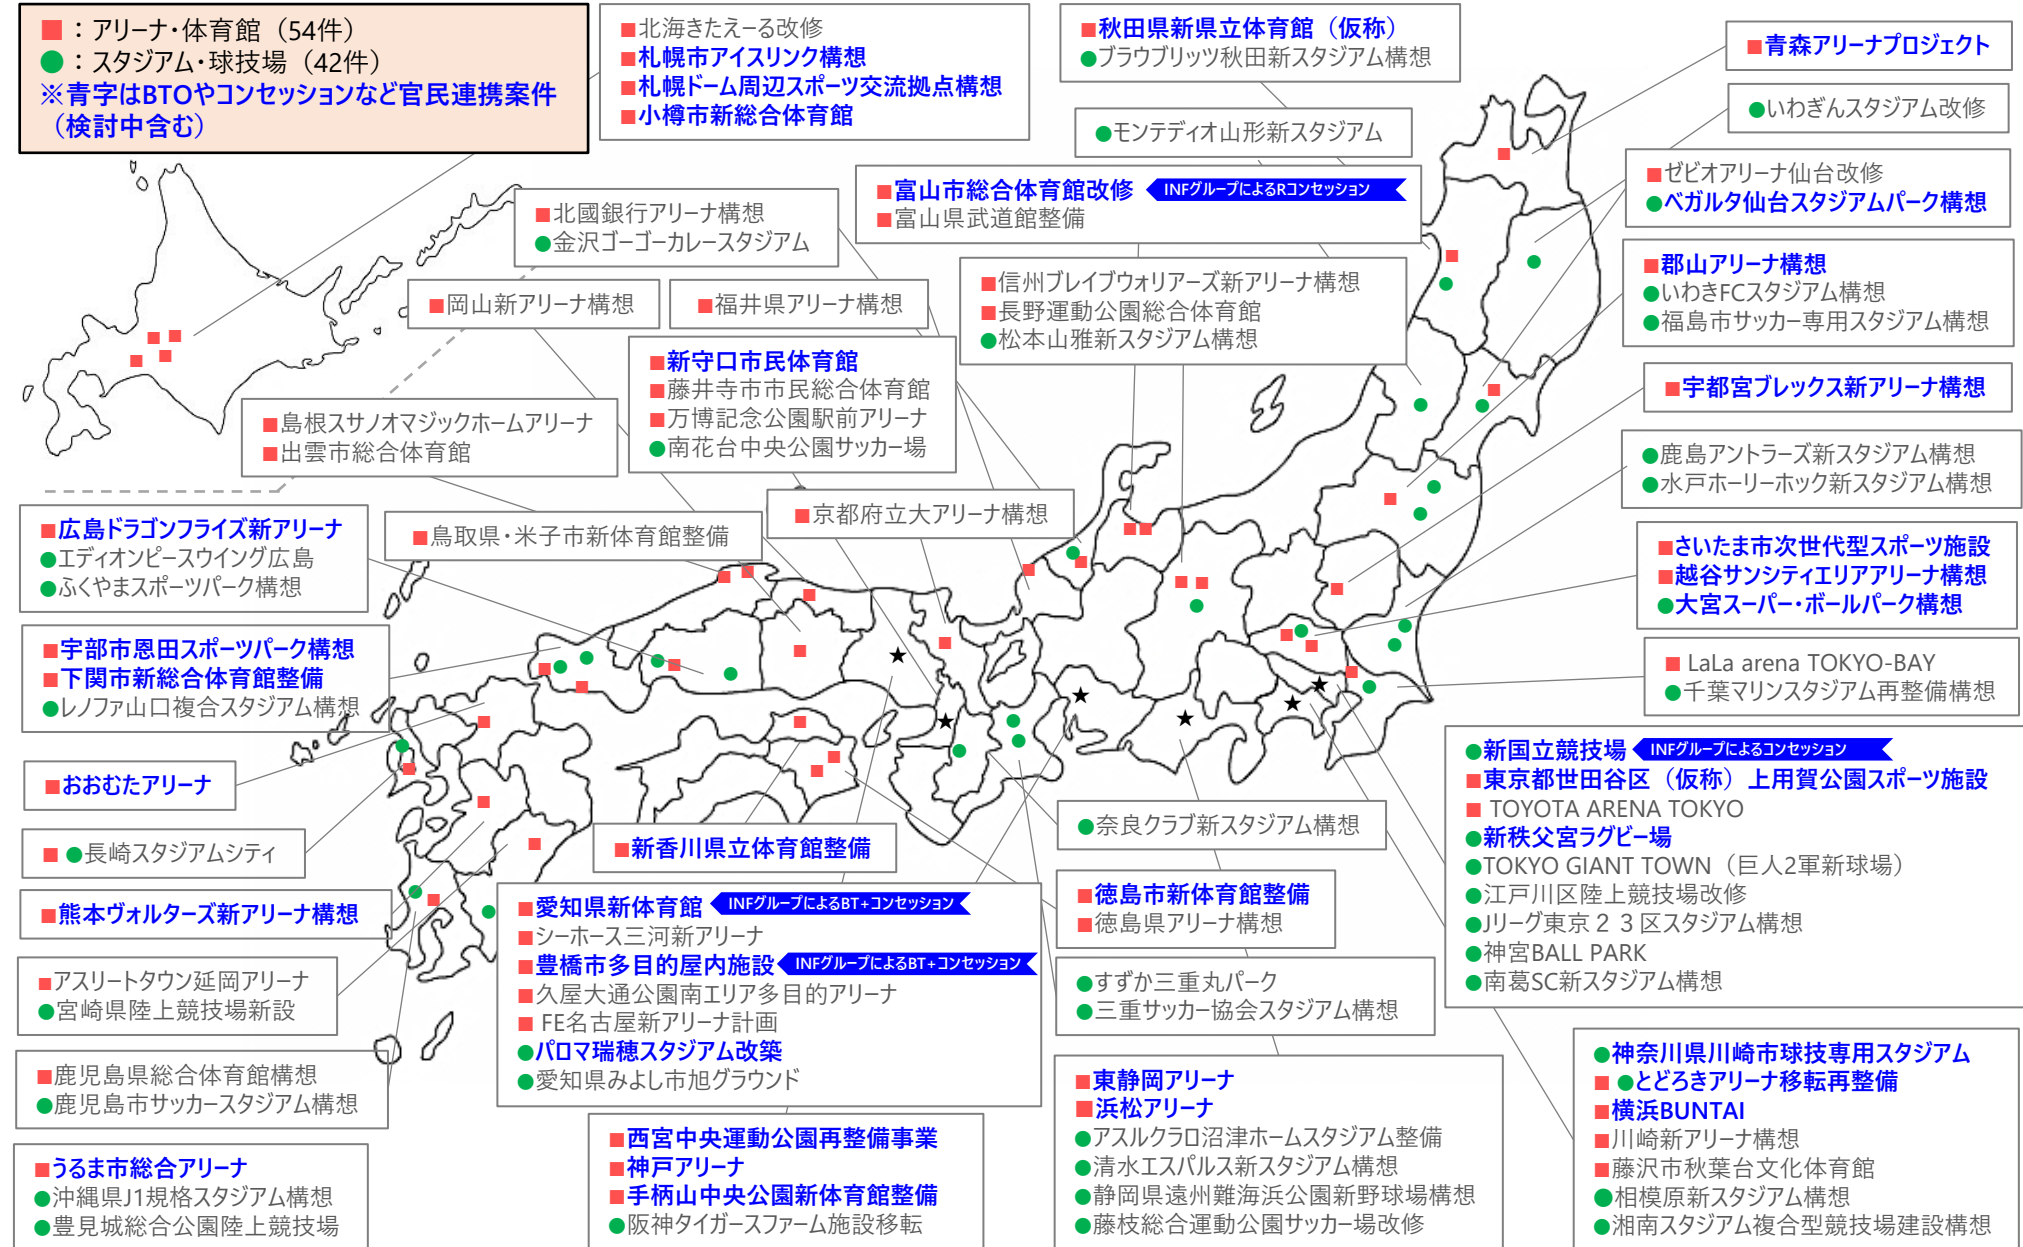 ■：アリーナ・体育館（54件）
●：スタジアム・球技場（42件）
※青字はBTOやコンセッションなど官民連携案件
（検討中含む）
■北海きたえーる改修
■札幌市アイスリンク構想
■札幌ドーム周辺スポーツ交流拠点構想
■小樽市新総合体育館
■秋田県新県立体育館（仮称）
●ブラウブリッツ秋田新スタジアム構想
■青森アリーナプロジェクト
●いわぎんスタジアム改修
●モンテディオ山形新スタジアム
■ゼビオアリーナ仙台改修
●ベガルタ仙台スタジアムパーク構想
■富山市総合体育館改修 INFグループによるRコンセッション
■富山県武道館整備
■北國銀行アリーナ構想
●金沢ゴーゴーカレースタジアム
■郡山アリーナ構想
●いわきFCスタジアム構想
●福島市サッカー専用スタジアム構想
■信州ブレイブウォリアーズ新アリーナ構想
■長野運動公園総合体育館
●松本山雅新スタジアム構想
■岡山新アリーナ構想
■福井県アリーナ構想
■新守口市民体育館
■藤井寺市市民総合体育館
■万博記念公園駅前アリーナ
●南花台中央公園サッカー場
■宇都宮ブレックス新アリーナ構想
■島根スサノオマジックホームアリーナ
■出雲市総合体育館
●鹿島アントラーズ新スタジアム構想
●水戸ホーリーホック新スタジアム構想
■京都府立大アリーナ構想
■広島ドラゴンフライズ新アリーナ
●エディオンピースウイング広島
●ふくやまスポーツパーク構想
■鳥取県・米子市新体育館整備
■さいたま市次世代型スポーツ施設
■越谷サンシティエリアアリーナ構想
●大宮スーパー・ボールパーク構想
■宇部市恩田スポーツパーク構想
■下関市新総合体育館整備
●レノファ山口複合スタジアム構想
■ LaLa arena TOKYO-BAY
●千葉マリンスタジアム再整備構想
■おおむたアリーナ
●新国立競技場 INFグループによるコンセッション
■東京都世田谷区（仮称）上用賀公園スポーツ施設
■ TOYOTA ARENA TOKYO
●新秩父宮ラグビー場
●TOKYO GIANT TOWN（巨人2軍新球場）
●江戸川区陸上競技場改修
●Jリーグ東京２３区スタジアム構想
●神宮BALL PARK
●南葛SC新スタジアム構想
■●長崎スタジアムシティ
■新香川県立体育館整備
●奈良クラブ新スタジアム構想
■熊本ヴォルターズ新アリーナ構想
■愛知県新体育館 INFグループによるBT+コンセッション
■シーホース三河新アリーナ
■豊橋市多目的屋内施設 INFグループによるBT+コンセッション
■久屋大通公園南エリア多目的アリーナ
■ FE名古屋新アリーナ計画
●パロマ瑞穂スタジアム改築
●愛知県みよし市旭グラウンド
■徳島市新体育館整備
■徳島県アリーナ構想
■アスリートタウン延岡アリーナ
●宮崎県陸上競技場新設
●すずか三重丸パーク
●三重サッカー協会スタジアム構想
■鹿児島県総合体育館構想
●鹿児島市サッカースタジアム構想
■東静岡アリーナ
■浜松アリーナ
●アスルクラロ沼津ホームスタジアム整備
●清水エスパルス新スタジアム構想
●静岡県遠州難海浜公園新野球場構想
●藤枝総合運動公園サッカー場改修
●神奈川県川崎市球技専用スタジアム
■●とどろきアリーナ移転再整備
■横浜BUNTAI
■川崎新アリーナ構想
■藤沢市秋葉台文化体育館
●相模原新スタジアム構想
●湘南スタジアム複合型競技場建設構想
■うるま市総合アリーナ
●沖縄県J1規格スタジアム構想
●豊見城総合公園陸上競技場
■西宮中央運動公園再整備事業
■神戸アリーナ
■手柄山中央公園新体育館整備
●阪神タイガースファーム施設移転